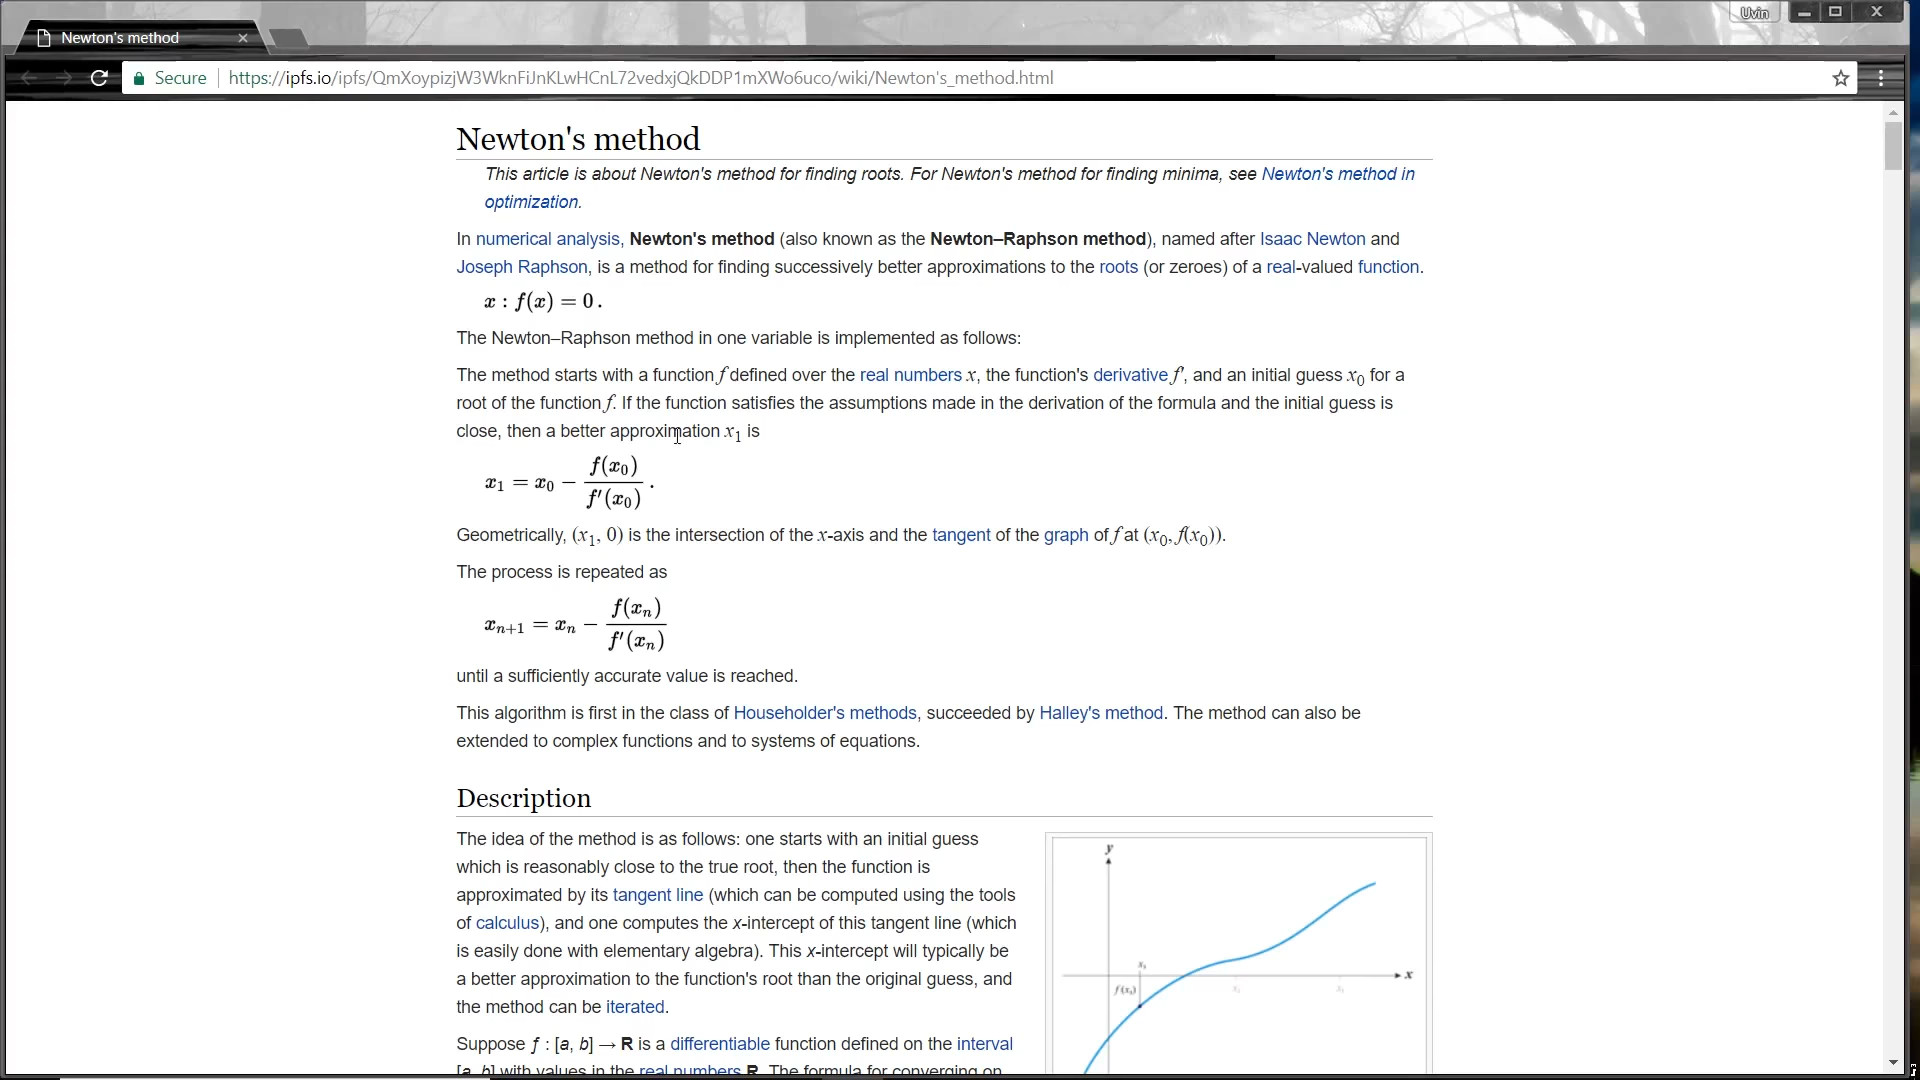 Uvin
Newton's method
Secure https://ipfs.io/ipfs/QmXoypizjW3WknFiJnKLwHCnL72vedxjQkDDP1mXWo6uco/wiki/Newton's_method.html
Newton's method
This article is about Newton's method for finding roots. For Newton's method for finding minima, see Newton's method in
optimization.
In numerical analysis, Newton's method (also known as the Newton–Raphson method), named after Isaac Newton and
Joseph Raphson, is a method for finding successively better approximations to the roots (or zeroes) of a real-valued function.
x : f(x) = 0 .
The Newton–Raphson method in one variable is implemented as follows:
The method starts with a function f defined over the real numbers x, the function's derivative f′, and an initial guess x₀ for a
root of the function f. If the function satisfies the assumptions made in the derivation of the formula and the initial guess is
close, then a better approximation x₁ is
x₁ = x₀ − f(x₀) / f′(x₀) .
Geometrically, (x₁, 0) is the intersection of the x-axis and the tangent of the graph of f at (x₀, f(x₀)).
The process is repeated as
xₙ₊₁ = xₙ − f(xₙ) / f′(xₙ)
until a sufficiently accurate value is reached.
This algorithm is first in the class of Householder's methods, succeeded by Halley's method. The method can also be
extended to complex functions and to systems of equations.
Description
The idea of the method is as follows: one starts with an initial guess
which is reasonably close to the true root, then the function is
approximated by its tangent line (which can be computed using the tools
of calculus), and one computes the x-intercept of this tangent line (which
is easily done with elementary algebra). This x-intercept will typically be
a better approximation to the function's root than the original guess, and
the method can be iterated.
Suppose f : [a, b] → R is a differentiable function defined on the interval
[a, b] with values in the real numbers R. The formula for converging on
y
x